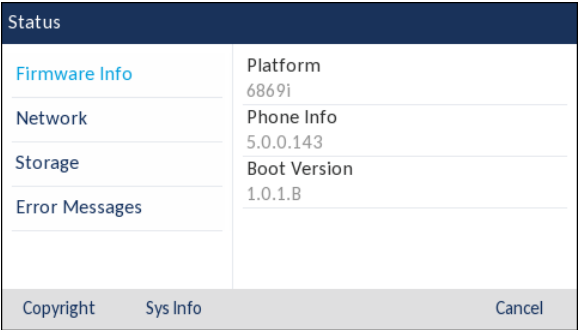 Status
Firmware Info
Network
Storage
Error Messages
Platform
6869i
Phone Info
5.0.0.143
Boot Version
1.0.1.B
Copyright
Sys Info
Cancel